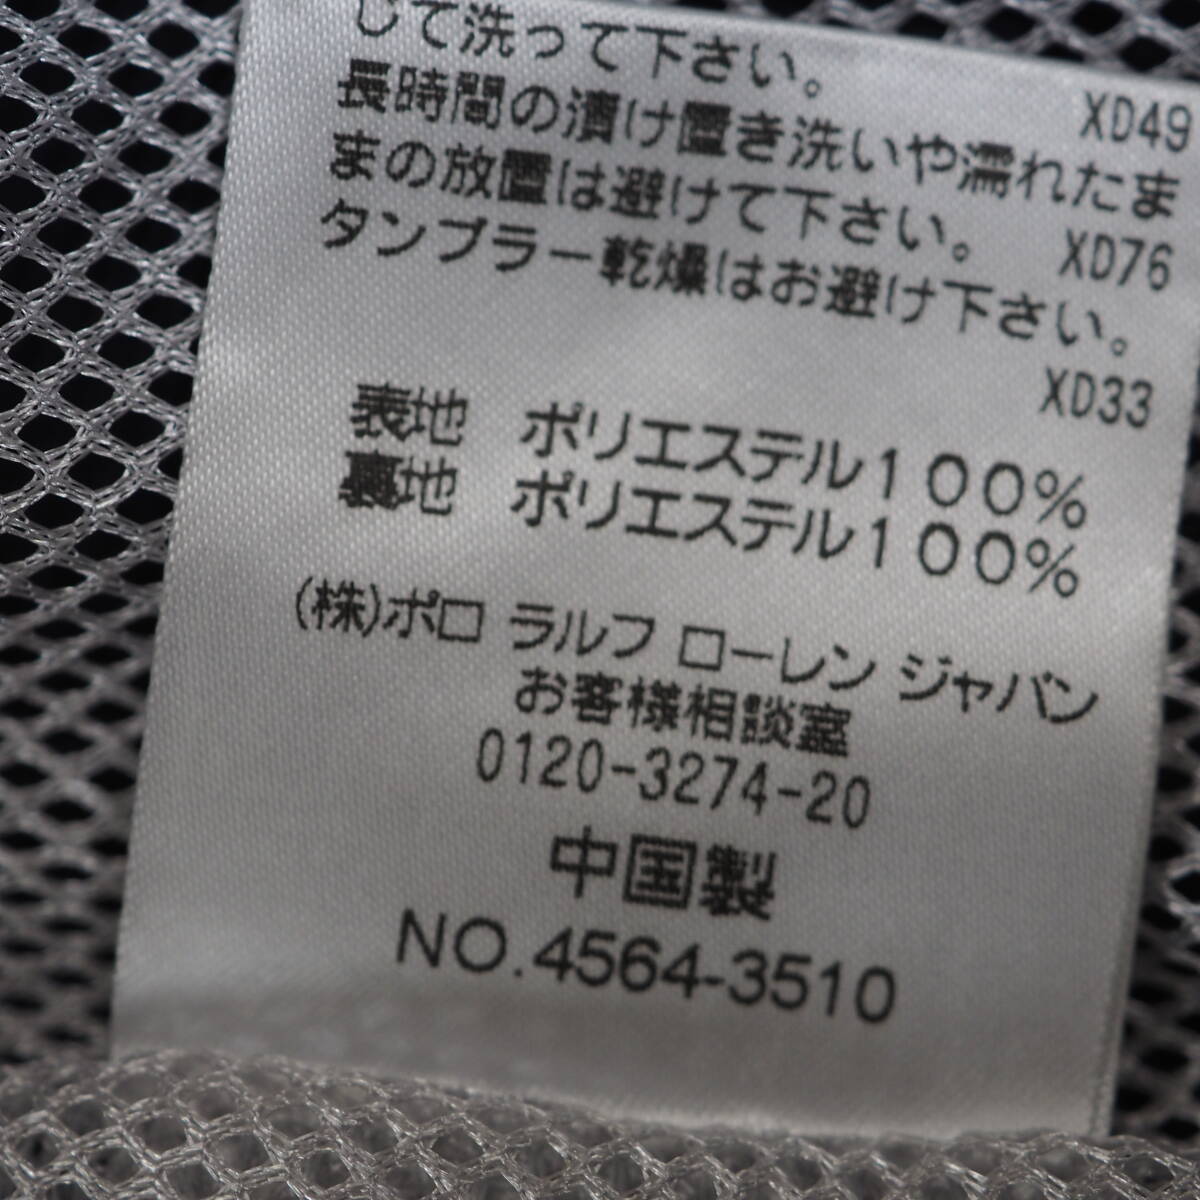 じて洗って下さい。
XD49
長時間の漬け置き洗いや濡れたま
まの放置は避けて下さい。 XD76
タンブラー乾燥はお避け下さい。
XD33
表地 ポリエステル100%
裏地 ポリエステル100%
(株)ポロ ラルフ ローレン ジャパン
お客様相談室
0120-3274-20
中国製
NO.4564-3510